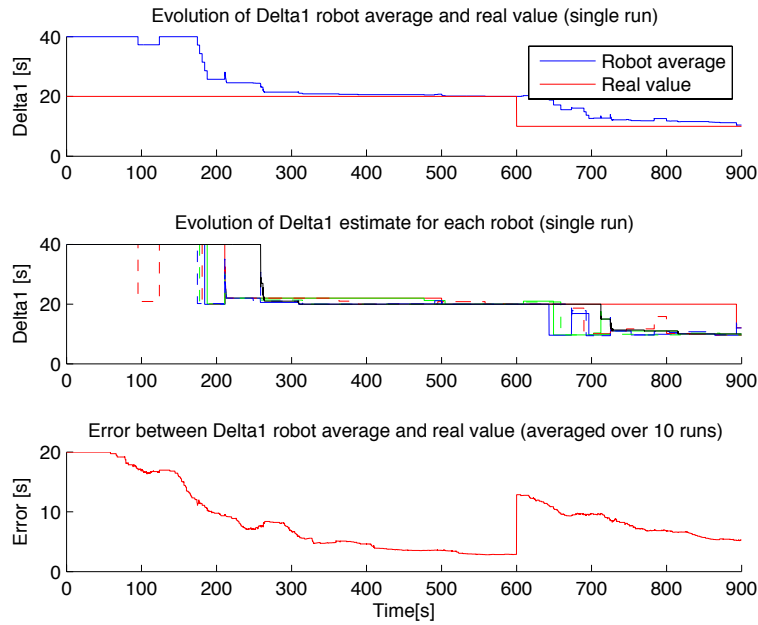 Evolution of Delta1 robot average and real value (single run)
Delta1 [s]
40
20
0
Robot average
Real value
0 100 200 300 400 500 600 700 800 900
Evolution of Delta1 estimate for each robot (single run)
Delta1 [s]
40
20
0
0 100 200 300 400 500 600 700 800 900
Error between Delta1 robot average and real value (averaged over 10 runs)
Error [s]
20
10
0
0 100 200 300 400 500 600 700 800 900
Time[s]